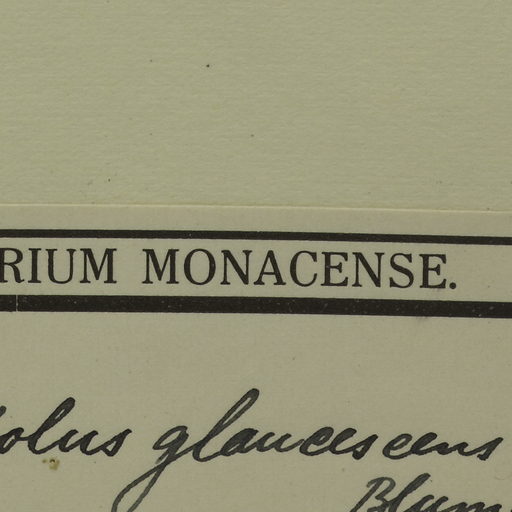 RIUM MONACENSE.
olus glaucescens
Blum